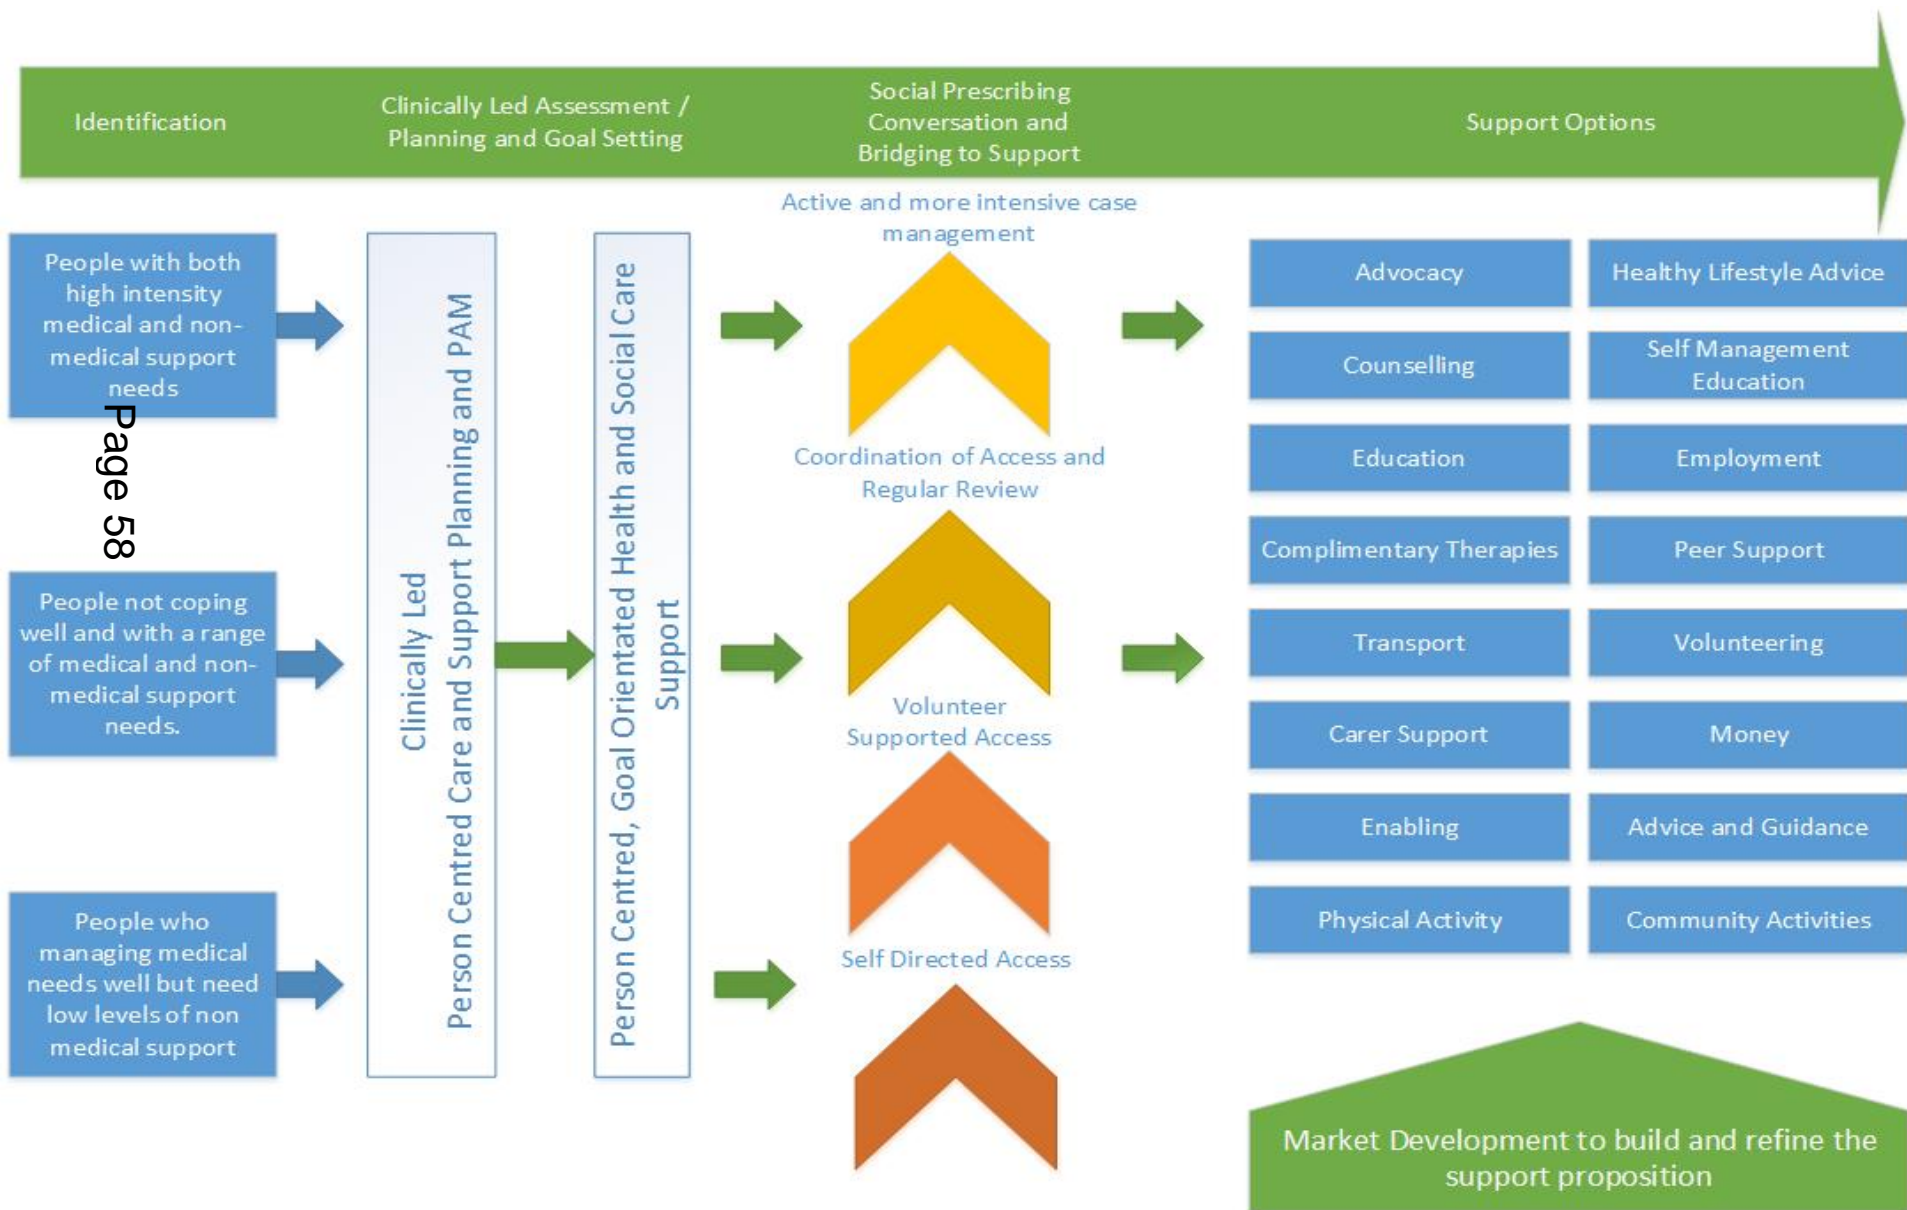 Identification
Clinically Led Assessment /
Planning and Goal Setting
Social Prescribing
Conversation and
Bridging to Support
Support Options
People with both
high intensity
medical and non-
medical support
needs
Page 58
People not coping
well and with a range
of medical and non-
medical support
needs.
People who
managing medical
needs well but need
low levels of non
medical support
Clinically Led
Person Centred Care and Support Planning and PAM
Person Centred, Goal Orientated Health and Social Care
Support
Active and more intensive case
management
Coordination of Access and
Regular Review
Volunteer
Supported Access
Self Directed Access
Advocacy
Healthy Lifestyle Advice
Counselling
Self Management
Education
Education
Employment
Complimentary Therapies
Peer Support
Transport
Volunteering
Carer Support
Money
Enabling
Advice and Guidance
Physical Activity
Community Activities
Market Development to build and refine the
support proposition